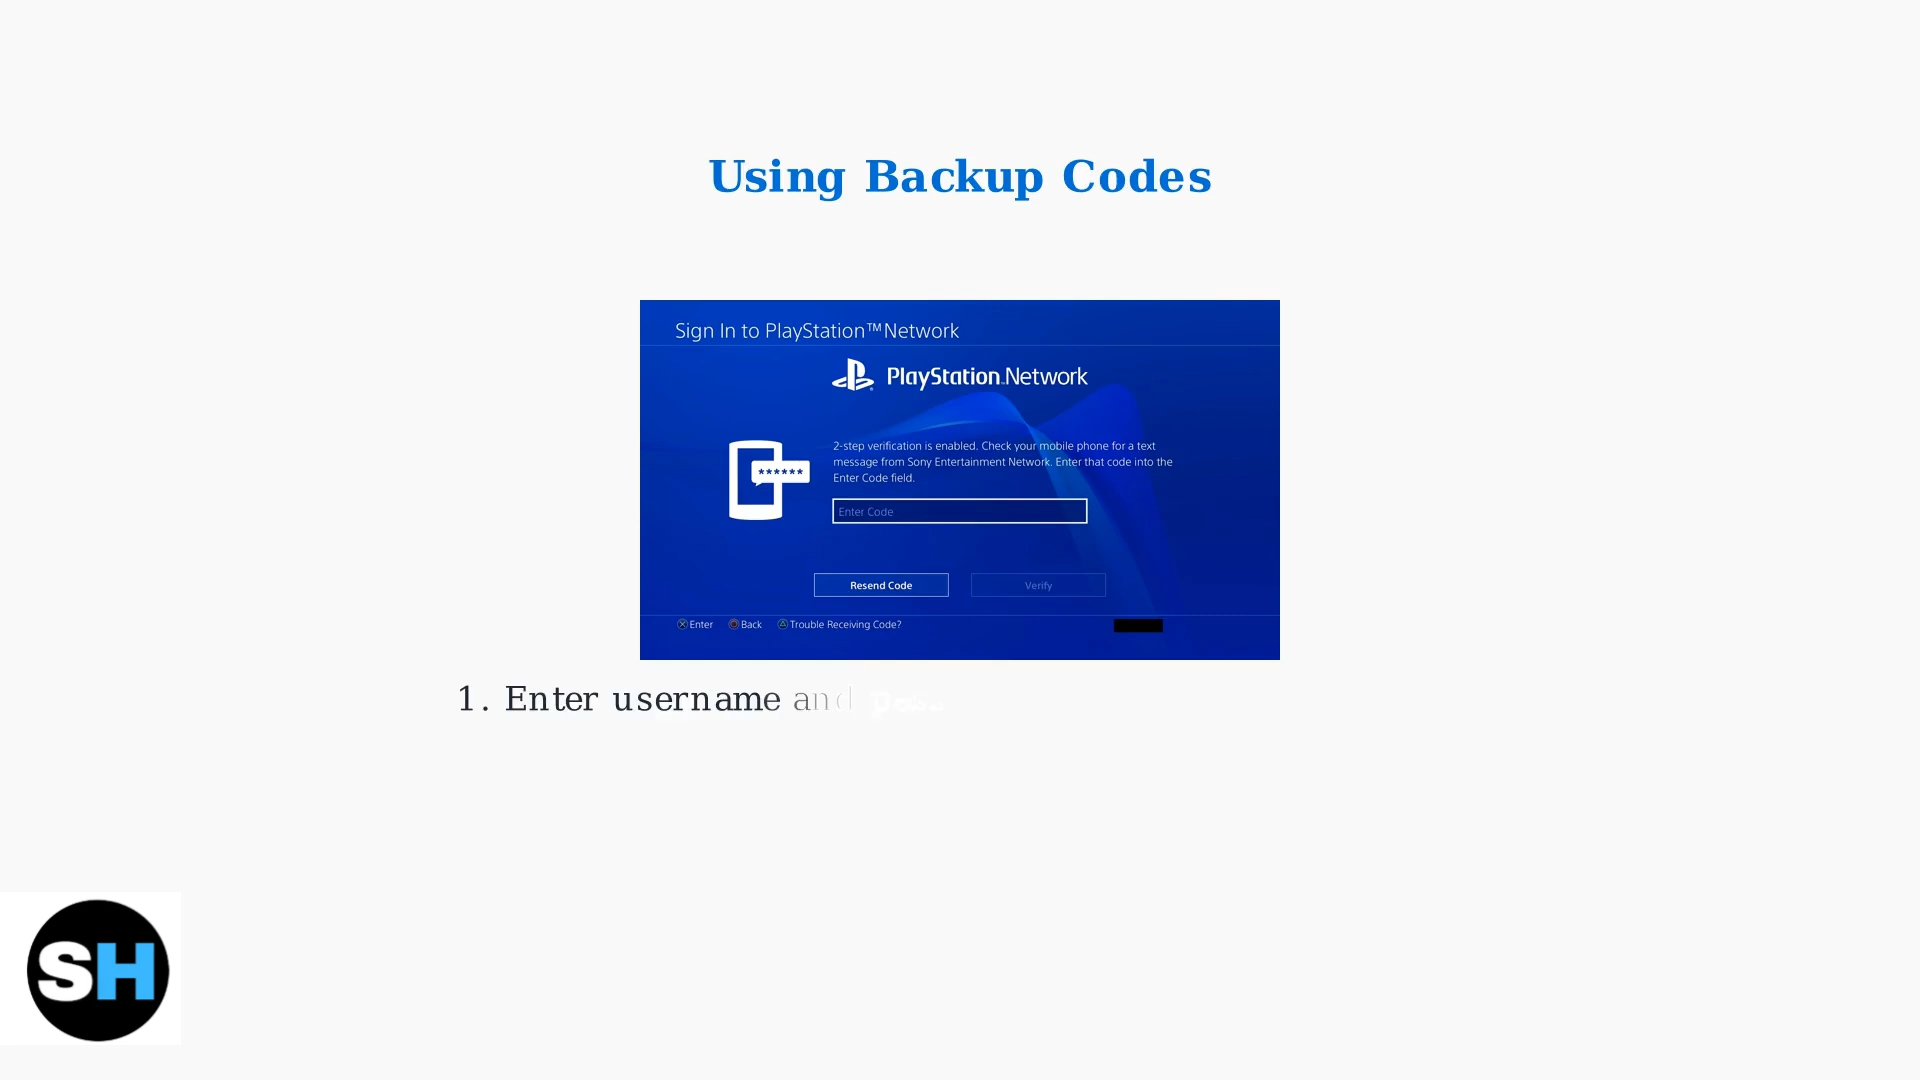 Using Backup Codes
Sign In to PlayStation™Network
PlayStation Network
2-step verification is enabled. Check your mobile phone for a text
message from Sony Entertainment Network. Enter that code into the
Enter Code field.
******
Enter Code
Resend Code
Verify
Enter
Back
Trouble Receiving Code?
1. Enter username and
SH